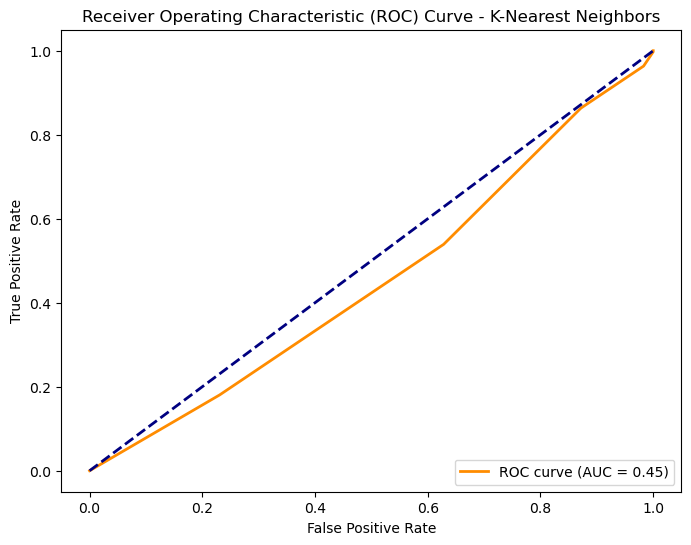 Receiver Operating Characteristic (ROC) Curve - K-Nearest Neighbors
1.0
0.8
0.6
0.4
0.2
0.0
True Positive Rate
ROC curve (AUC = 0.45)
0.0 0.2 0.4 0.6 0.8 1.0
False Positive Rate